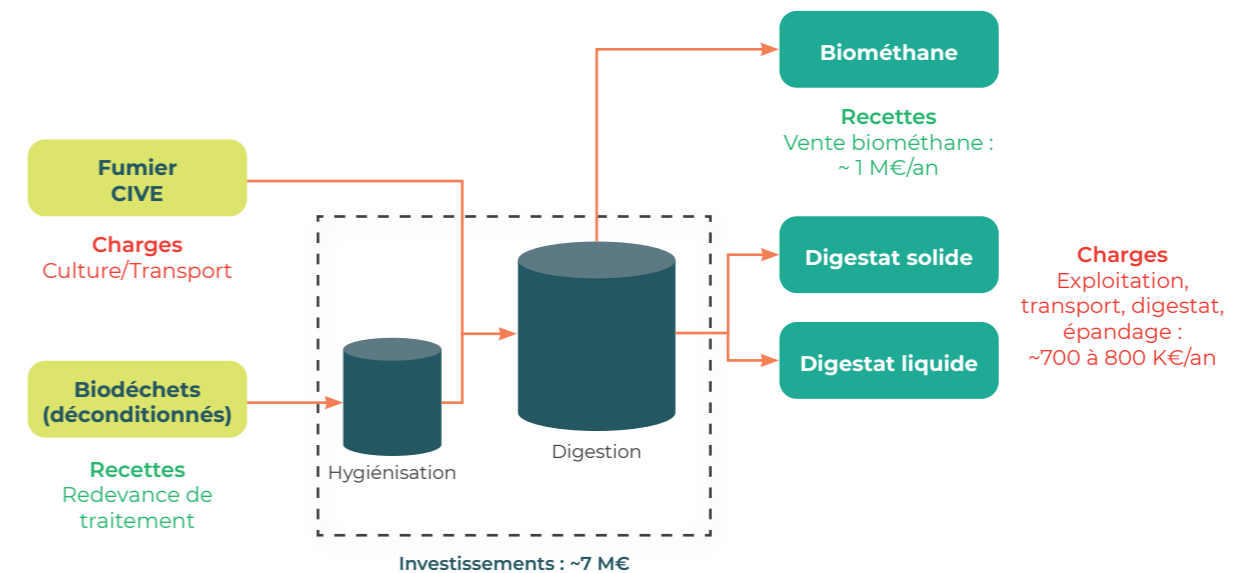 Biométhane
Recettes
Vente biométhane :
~ 1 M€/an
Fumier
CIVE
Charges
Culture/Transport
Biodéchets
(déconditionnés)
Recettes
Redevance de
traitement
Hygiénisation
Digestion
Investissements : ~7 M€
Digestat solide
Digestat liquide
Charges
Exploitation,
transport, digestat,
épandage :
~700 à 800 K€/an